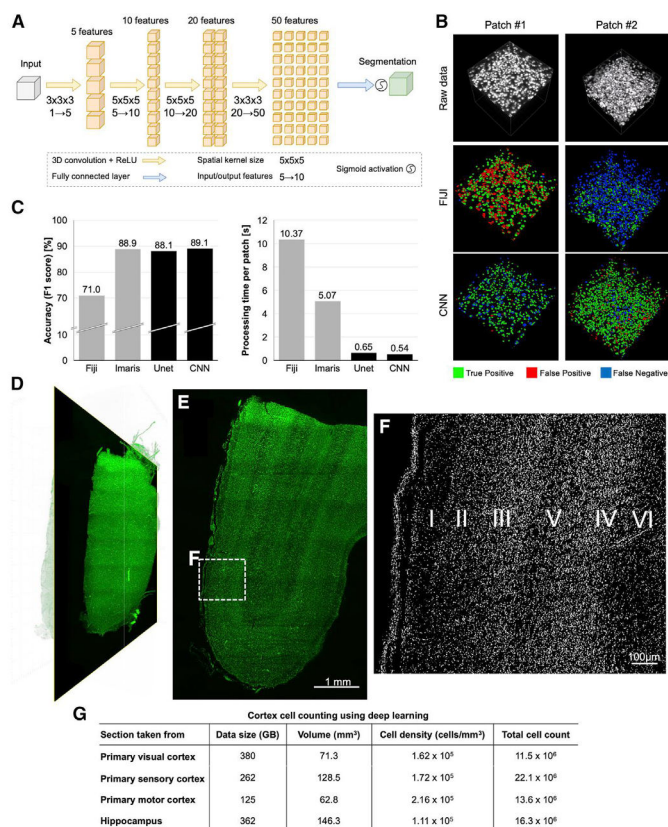 A
5 features
10 features
20 features
50 features
Input
Segmentation
3x3x3
1→5
5x5x5
5→10
5x5x5
10→20
3x3x3
20→50
3D convolution + ReLU
Spatial kernel size
5x5x5
Sigmoid activation
Fully connected layer
Input/output features
5→10
B
Patch #1
Patch #2
Raw data
FIJI
CNN
True Positive
False Positive
False Negative
C
Accuracy (F1 score) [%]
100
90
80
70
10
0
71.0
88.9
88.1
89.1
Fiji
Imaris
Unet
CNN
Processing time per patch [s]
12
10
8
6
4
2
0
10.37
5.07
0.65
0.54
Fiji
Imaris
Unet
CNN
D
E
F
1 mm
F
I II III V IV VI
100µm
G
Cortex cell counting using deep learning
Section taken from Data size (GB) Volume (mm³) Cell density (cells/mm³) Total cell count
Primary visual cortex 380 71.3 1.62 x 10⁵ 11.5 x 10⁶
Primary sensory cortex 262 128.5 1.72 x 10⁵ 22.1 x 10⁶
Primary motor cortex 125 62.8 2.16 x 10⁵ 13.6 x 10⁶
Hippocampus 362 146.3 1.11 x 10⁵ 16.3 x 10⁶